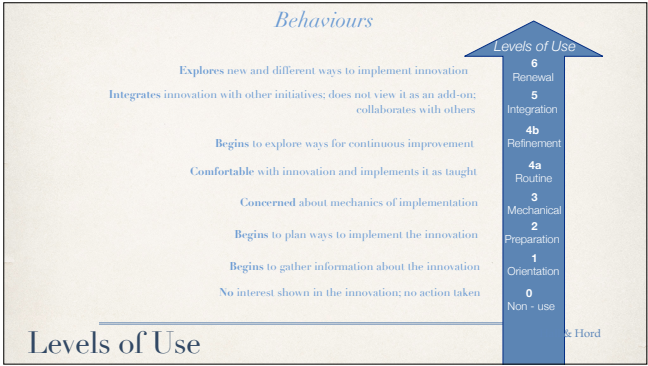 Behaviours
Levels of Use
Explores new and different ways to implement innovation
6
Renewal
Integrates innovation with other initiatives; does not view it as an add-on;
collaborates with others
5
Integration
Begins to explore ways for continuous improvement
4b
Refinement
Comfortable with innovation and implements it as taught
4a
Routine
Concerned about mechanics of implementation
3
Mechanical
Begins to plan ways to implement the innovation
2
Preparation
Begins to gather information about the innovation
1
Orientation
No interest shown in the innovation; no action taken
0
Non - use
& Hord
Levels of Use